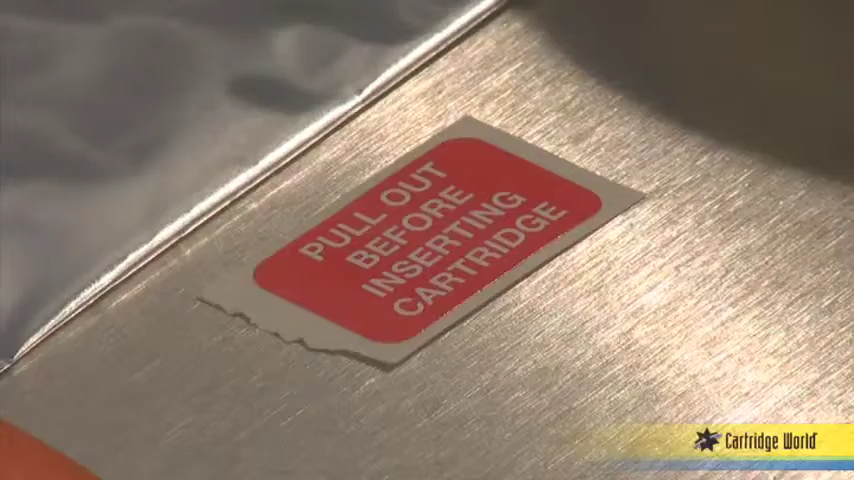 PULL OUT
BEFORE
INSERTING
CARTRIDGE
Cartridge World